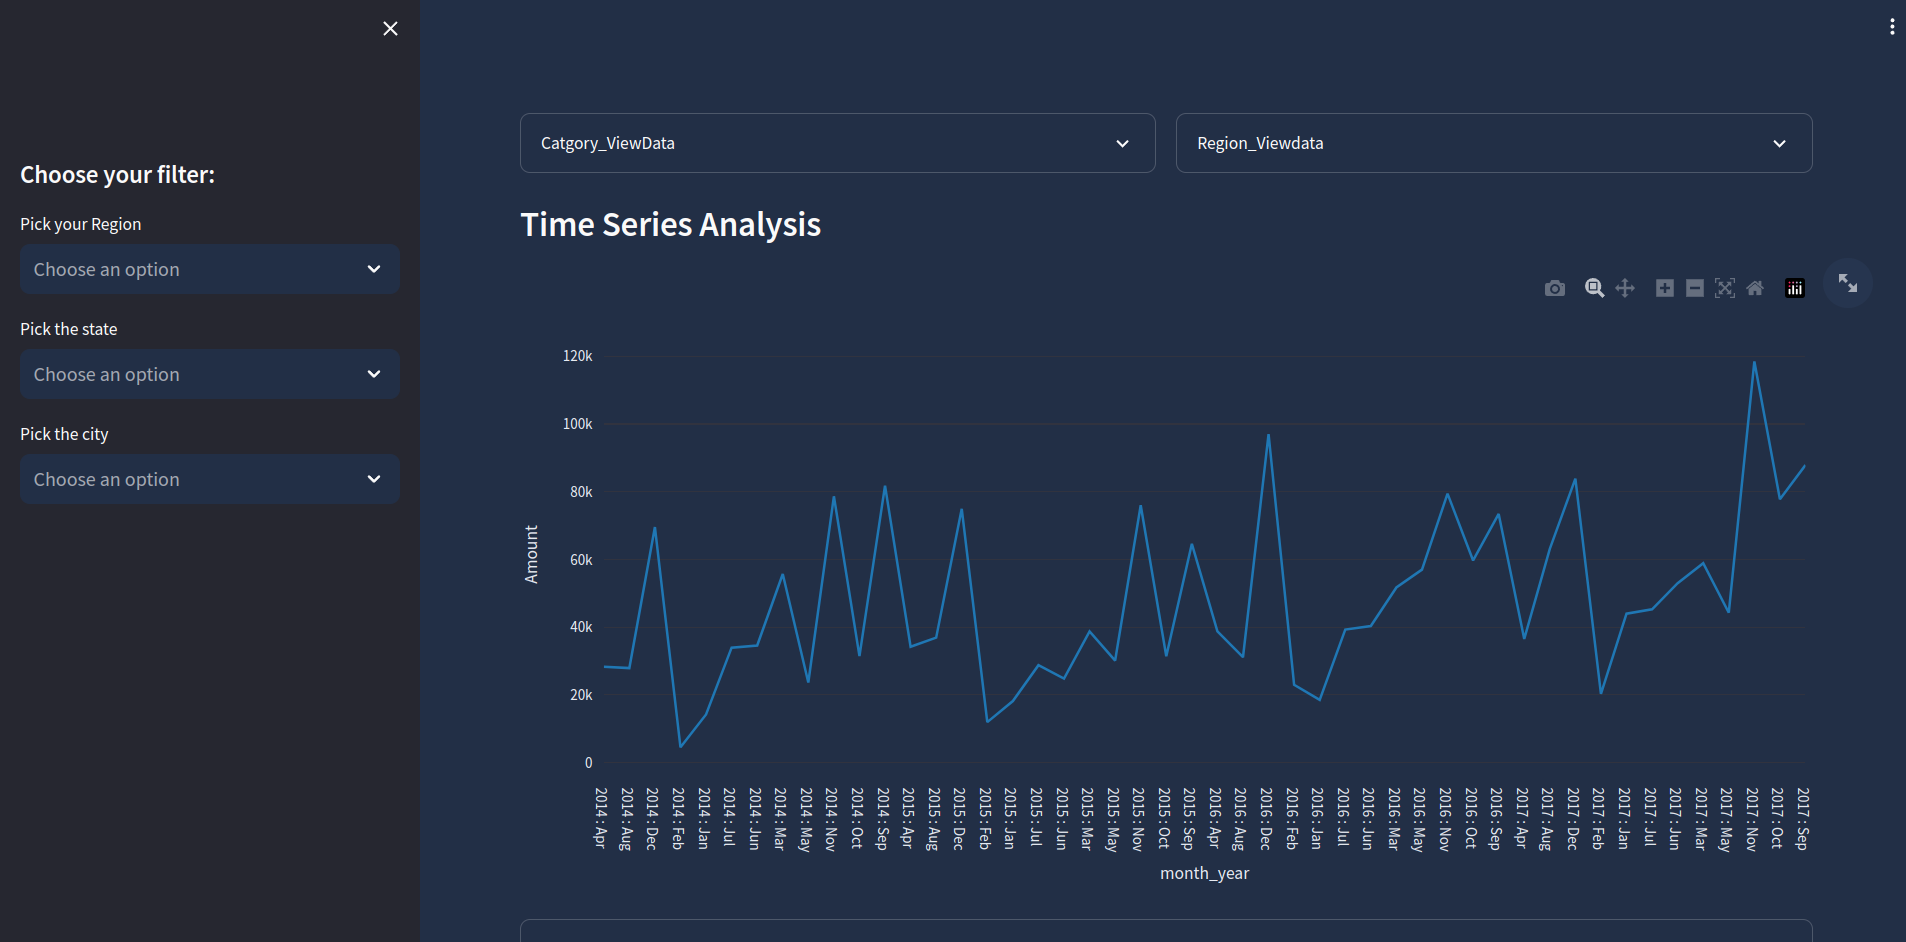 Choose your filter:
Pick your Region
Choose an option
Pick the state
Choose an option
Pick the city
Choose an option
Catgory_ViewData
Region_Viewdata
Time Series Analysis
120k
100k
80k
60k
40k
20k
0
Amount
2014 : Apr
2014 : Aug
2014 : Dec
2014 : Feb
2014 : Jan
2014 : Jul
2014 : Jun
2014 : Mar
2014 : May
2014 : Nov
2014 : Oct
2014 : Sep
2015 : Apr
2015 : Aug
2015 : Dec
2015 : Feb
2015 : Jan
2015 : Jul
2015 : Jun
2015 : Mar
2015 : May
2015 : Nov
2015 : Oct
2015 : Sep
2016 : Apr
2016 : Aug
2016 : Dec
2016 : Feb
2016 : Jan
2016 : Jul
2016 : Jun
2016 : Mar
2016 : May
2016 : Nov
2016 : Oct
2016 : Sep
2017 : Apr
2017 : Aug
2017 : Dec
2017 : Feb
2017 : Jan
2017 : Jul
2017 : Jun
2017 : Mar
2017 : May
2017 : Nov
2017 : Oct
2017 : Sep
month_year